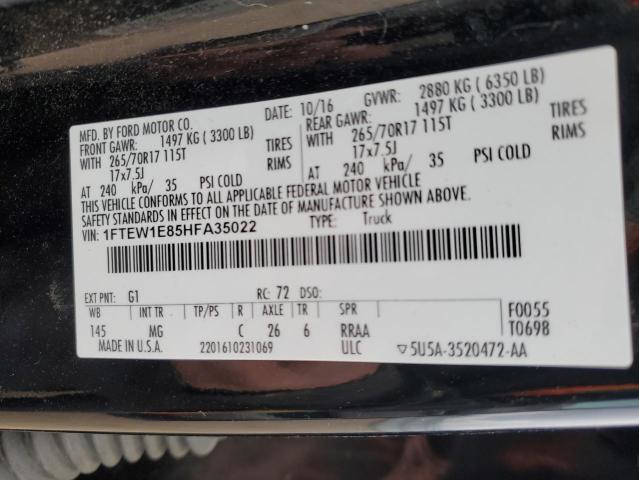 MFD. BY FORD MOTOR CO. DATE: 10/16 GVWR: 2880 KG ( 6350 LB)
FRONT GAWR: 1497 KG ( 3300 LB) REAR GAWR: 1497 KG ( 3300 LB)
WITH 265/70R17 115T TIRES WITH 265/70R17 115T TIRES
17x7.5J RIMS 17x7.5J RIMS
AT 240 kPa/ 35 PSI COLD AT 240 kPa/ 35 PSI COLD
THIS VEHICLE CONFORMS TO ALL APPLICABLE FEDERAL MOTOR VEHICLE
SAFETY STANDARDS IN EFFECT ON THE DATE OF MANUFACTURE SHOWN ABOVE.
VIN: 1FTEW1E85HFA35022 TYPE: Truck
EXT PNT: G1 RC: 72 DSO:
WB INT TR TP/PS R AXLE TR SPR F0055
145 MG C 26 6 RRAA T0698
MADE IN U.S.A. 2201610231069 ULC ▽5U5A-3520472-AA